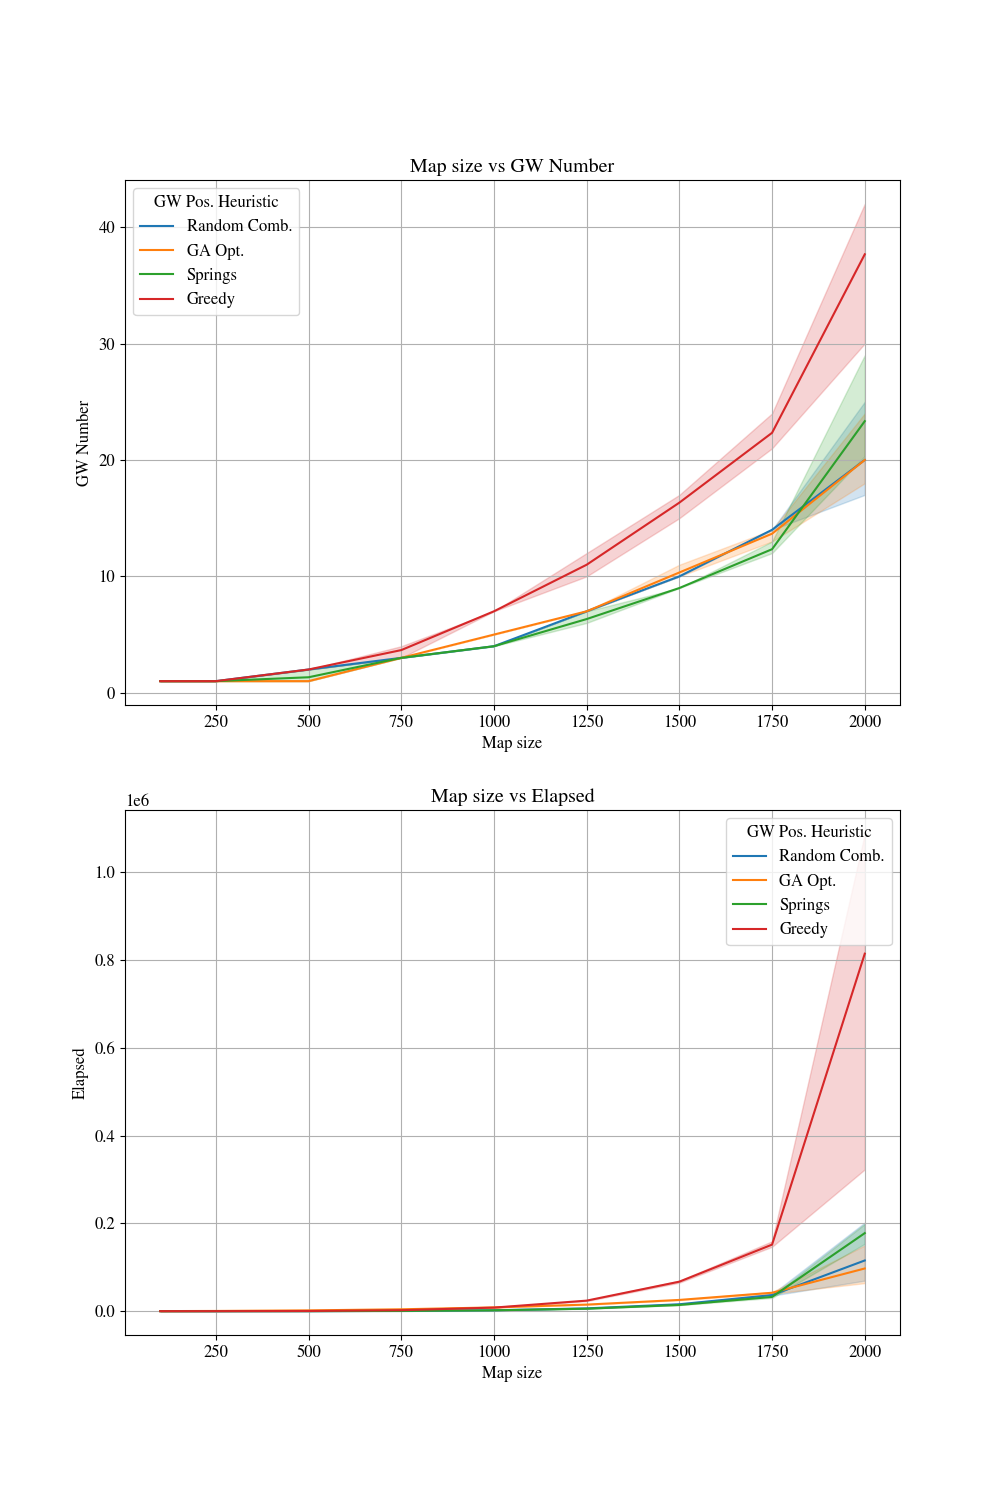 Map size vs GW Number
GW Pos. Heuristic
Random Comb.
GA Opt.
Springs
Greedy
40
30
20
10
0
GW Number
250 500 750 1000 1250 1500 1750 2000
Map size
Map size vs Elapsed
1e6
GW Pos. Heuristic
Random Comb.
GA Opt.
Springs
Greedy
1.0
0.8
0.6
0.4
0.2
0.0
Elapsed
250 500 750 1000 1250 1500 1750 2000
Map size